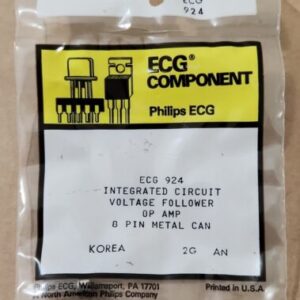 ECG
924
ECG®
COMPONENT
Philips ECG
ECG 924
INTEGRATED CIRCUIT
VOLTAGE FOLLOWER
OP AMP
8 PIN METAL CAN
KOREA 2G AN
Philips ECG, Williamsport, PA 17701
A North American Philips Company
Printed in U.S.A.